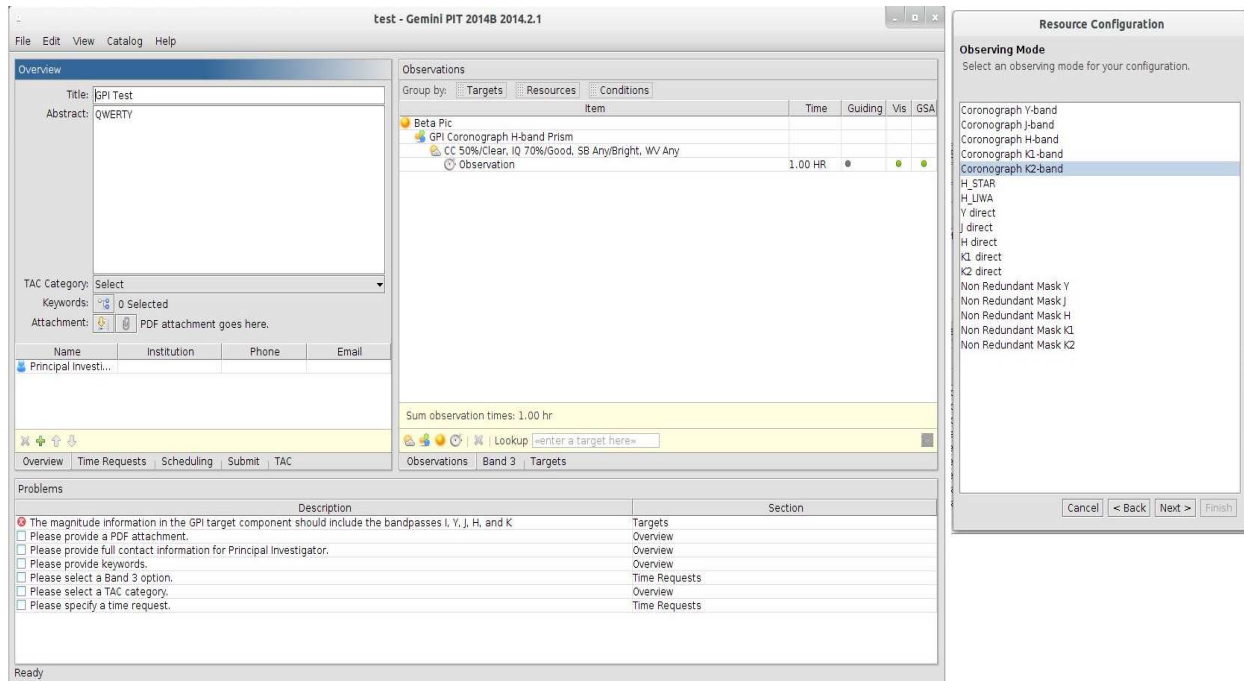 test - Gemini PIT 2014B 2014.2.1
File Edit View Catalog Help
Overview
Title: GPI Test
Abstract: QWERTY
TAC Category: Select
Keywords: 0 Selected
Attachment: PDF attachment goes here.
Name Institution Phone Email
Principal Investi...
Overview Time Requests Scheduling Submit TAC
Observations
Group by: Targets Resources Conditions
Item Time Guiding Vis GSA
Beta Pic
GPI Coronograph H-band Prism
CC 50%/Clear, IQ 70%/Good, SB Any/Bright, WV Any
Observation 1.00 HR
Sum observation times: 1.00 hr
Lookup «enter a target here»
Observations Band 3 Targets
Problems
Description Section
The magnitude information in the GPI target component should include the bandpasses I, Y, J, H, and K Targets
Please provide a PDF attachment. Overview
Please provide full contact information for Principal Investigator. Overview
Please provide keywords. Overview
Please select a Band 3 option. Time Requests
Please select a TAC category. Overview
Please specify a time request. Time Requests
Ready
Resource Configuration
Observing Mode
Select an observing mode for your configuration.
Coronograph Y-band
Coronograph J-band
Coronograph H-band
Coronograph K1-band
Coronograph K2-band
H_STAR
H_LIWA
Y direct
J direct
H direct
K1 direct
K2 direct
Non Redundant Mask Y
Non Redundant Mask J
Non Redundant Mask H
Non Redundant Mask K1
Non Redundant Mask K2
Cancel < Back Next > Finish